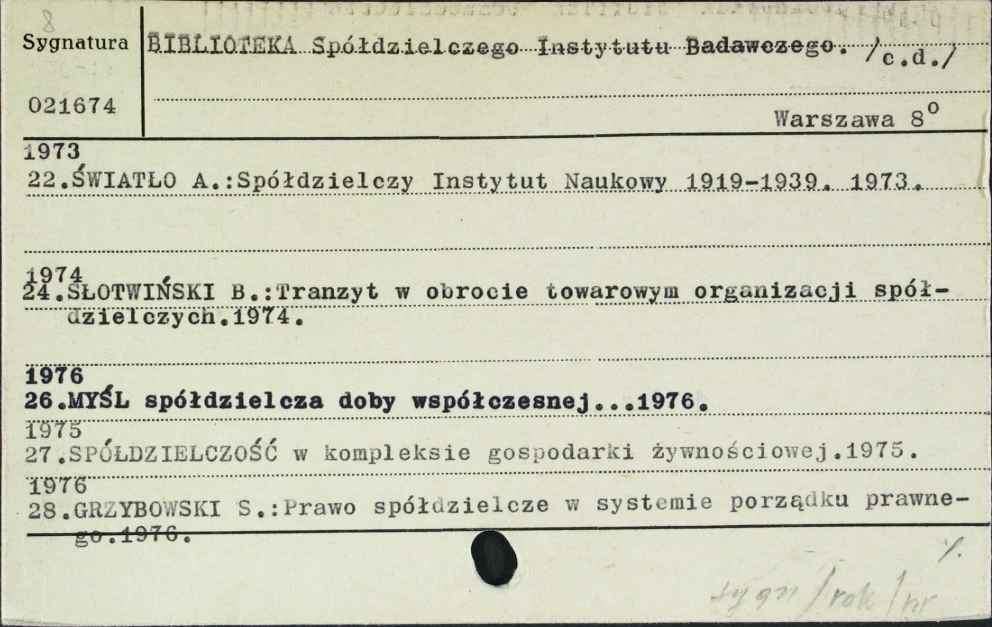 8
Sygnatura
BIBLIOTEKA Spółdzielczego Instytutu Badawczego. /c.d./
021674
Warszawa 8°
1973
22.ŚWIATŁO A.:Spółdzielczy Instytut Naukowy 1919-1939. 1973.
1974
24.SŁOTWIŃSKI B.:Tranzyt w obrocie towarowym organizacji spół-
dzielczych.1974.
1976
26.MYŚL spółdzielcza doby współczesnej...1976.
1975
27.SPÓŁDZIELCZOŚĆ w kompleksie gospodarki żywnościowej.1975.
1976
28.GRZYBOWSKI S.:Prawo spółdzielcze w systemie porządku prawne-
go.1976.
sygn/rok/nr